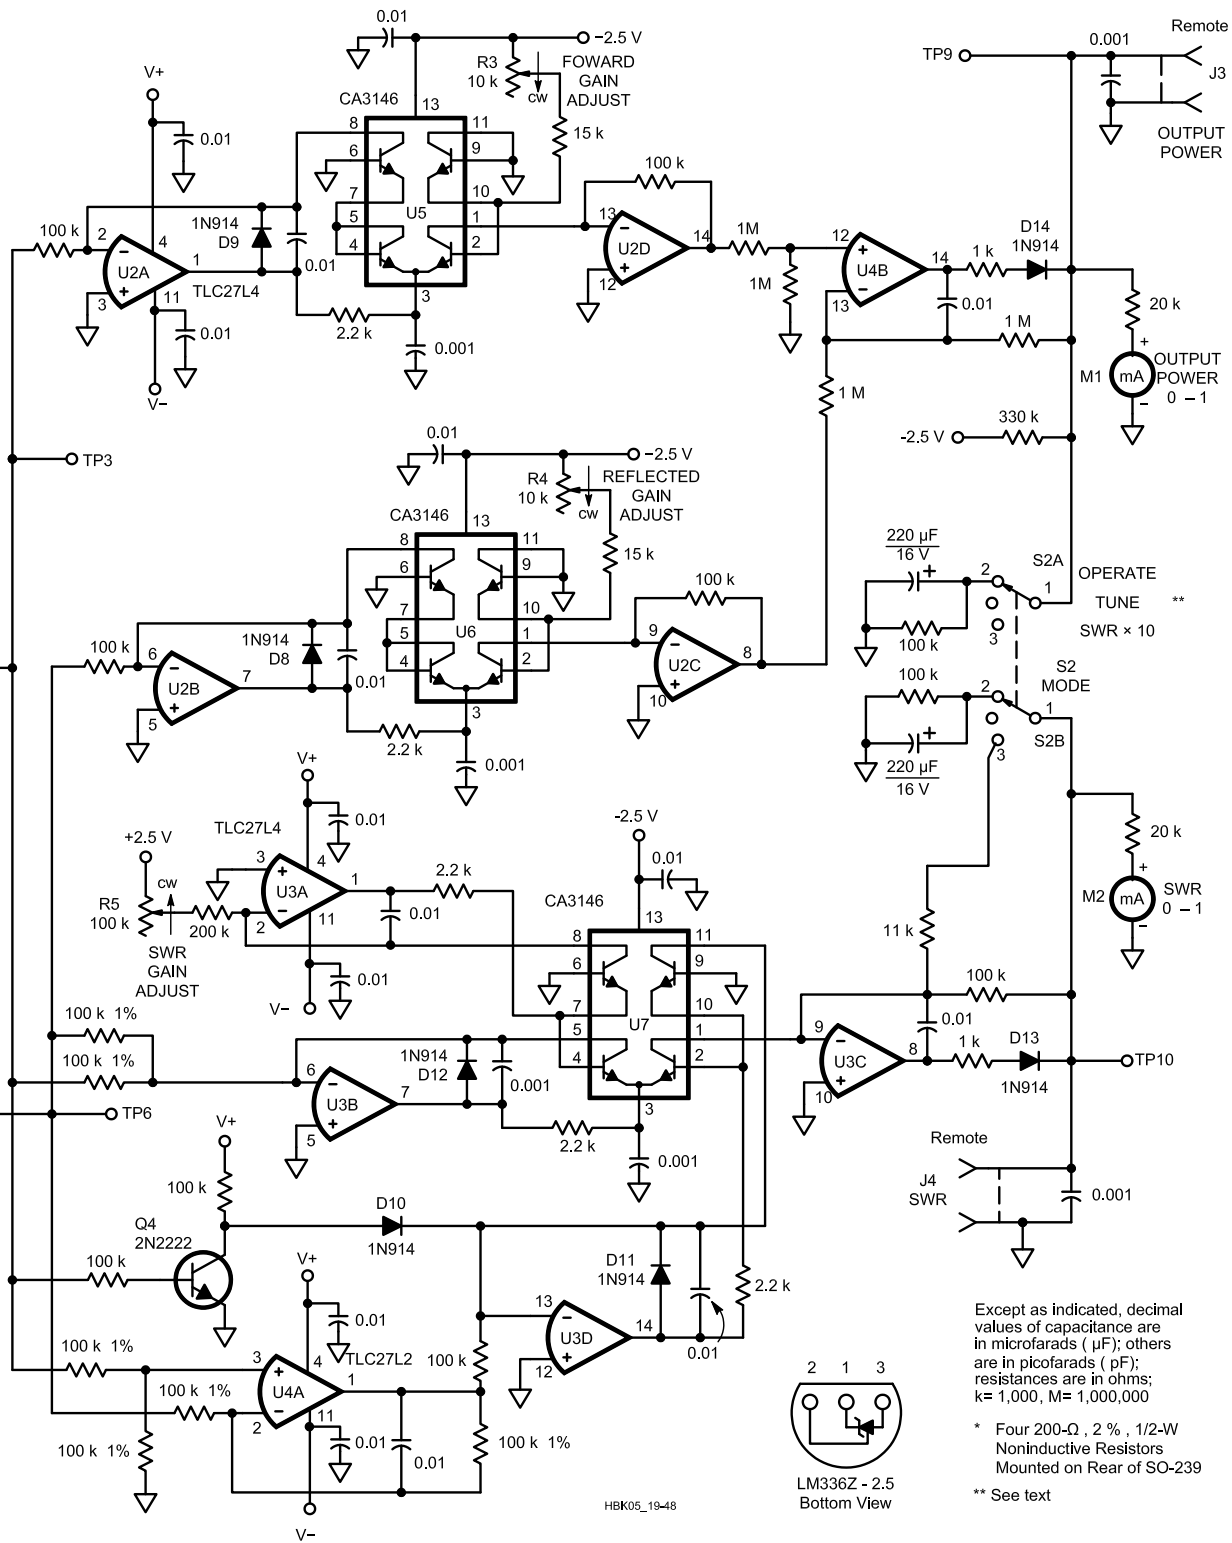 0.01
−2.5 V
R3
10 k
cw
FOWARD
GAIN
ADJUST
V+
0.01
CA3146
13
8
11
6
9
15 k
7
10
5
U5
1
4
2
3
100 k
2
−
4
U2A
1
+
3
11
TLC27L4
1N914
D9
0.01
0.01
V−
2.2 k
0.001
100 k
13
−
U2D
14
+
12
1M
1M
12
+
U4B
14
−
13
1 k
D14
1N914
0.01
1 M
1 M
TP9
0.001
Remote
J3
OUTPUT
POWER
20 k
+
M1
mA
−
OUTPUT
POWER
0 – 1
-2.5 V
330 k
TP3
0.01
−2.5 V
R4
10 k
cw
REFLECTED
GAIN
ADJUST
CA3146
13
8
11
6
9
15 k
7
10
5
U6
1
4
2
3
100 k
6
−
U2B
7
+
5
1N914
D8
0.01
2.2 k
0.001
100 k
9
−
U2C
8
+
10
220 µF
16 V
+
2
S2A
1
3
100 k
OPERATE
TUNE
**
SWR × 10
S2
MODE
100 k
2
1
S2B
3
+
220 µF
16 V
V+
0.01
TLC27L4
+2.5 V
cw
R5
100 k
SWR
GAIN
ADJUST
200 k
3
+
4
U3A
1
−
2
11
2.2 k
0.01
0.01
V−
-2.5 V
0.01
CA3146
13
8
11
6
9
7
10
U7
5
1
4
2
3
100 k 1%
100 k 1%
6
−
U3B
7
+
5
1N914
D12
0.001
2.2 k
0.001
TP6
9
−
U3C
8
+
10
11 k
100 k
0.01
1k
D13
1N914
TP10
20 k
+
M2
mA
−
SWR
0 – 1
Remote
J4
SWR
0.001
V+
100 k
Q4
2N2222
100 k
D10
1N914
V+
0.01
TLC27L2
100 k 1%
100 k 1%
100 k 1%
3
+
4
U4A
1
−
2
11
0.01
0.01
V−
100 k
100 k 1%
13
−
U3D
14
+
12
D11
1N914
0.01
2.2 k
2 1 3
LM336Z - 2.5
Bottom View
HBK05_19-48
Except as indicated, decimal
values of capacitance are
in microfarads ( µF); others
are in picofarads ( pF);
resistances are in ohms;
k= 1,000, M= 1,000,000
* Four 200-Ω , 2 % , 1/2-W
Noninductive Resistors
Mounted on Rear of SO-239
** See text